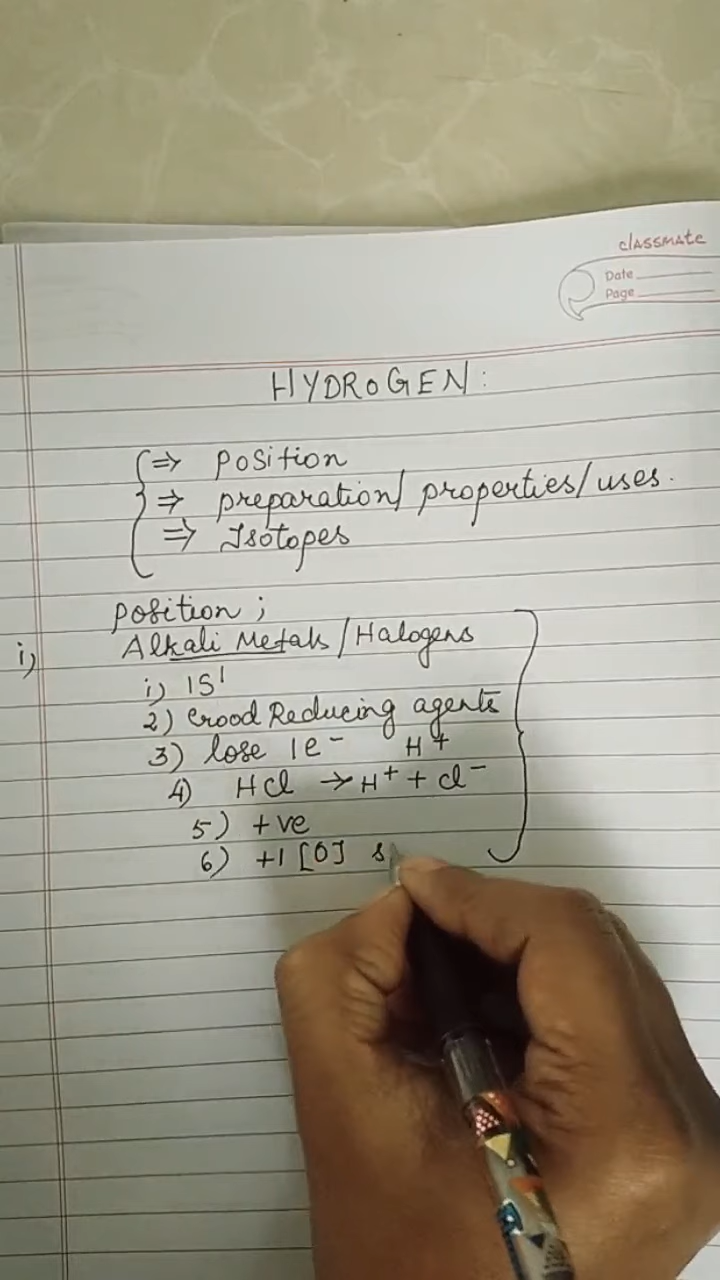 classmate
Date
Page
HYDROGEN:
⇒ position
⇒ preparation/ properties/uses.
⇒ Isotopes
position ;
i) Alkali Metals /Halogens
i) 1S¹
2) Good Reducing agents
3) lose 1e⁻ H⁺
4) HCl → H⁺ + Cl⁻
5) +ve
6) +1 [O] s